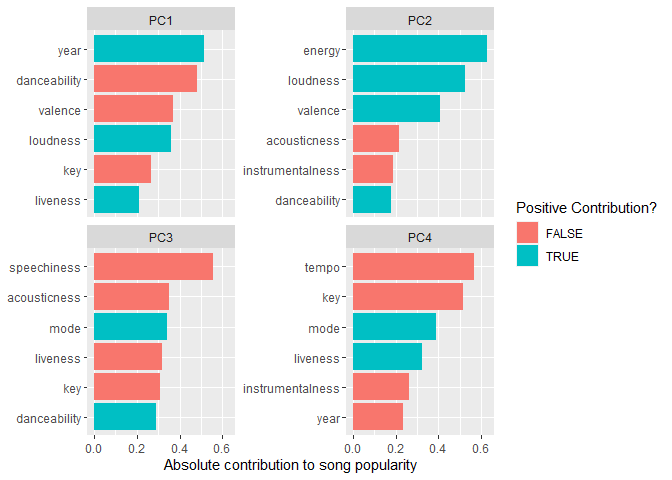 PC1
year
danceability
valence
loudness
key
liveness
PC2
energy
loudness
valence
acousticness
instrumentalness
danceability
PC3
speechiness
acousticness
mode
liveness
key
danceability
0.0 0.2 0.4 0.6
PC4
tempo
key
mode
liveness
instrumentalness
year
0.0 0.2 0.4 0.6
Absolute contribution to song popularity
Positive Contribution?
FALSE
TRUE